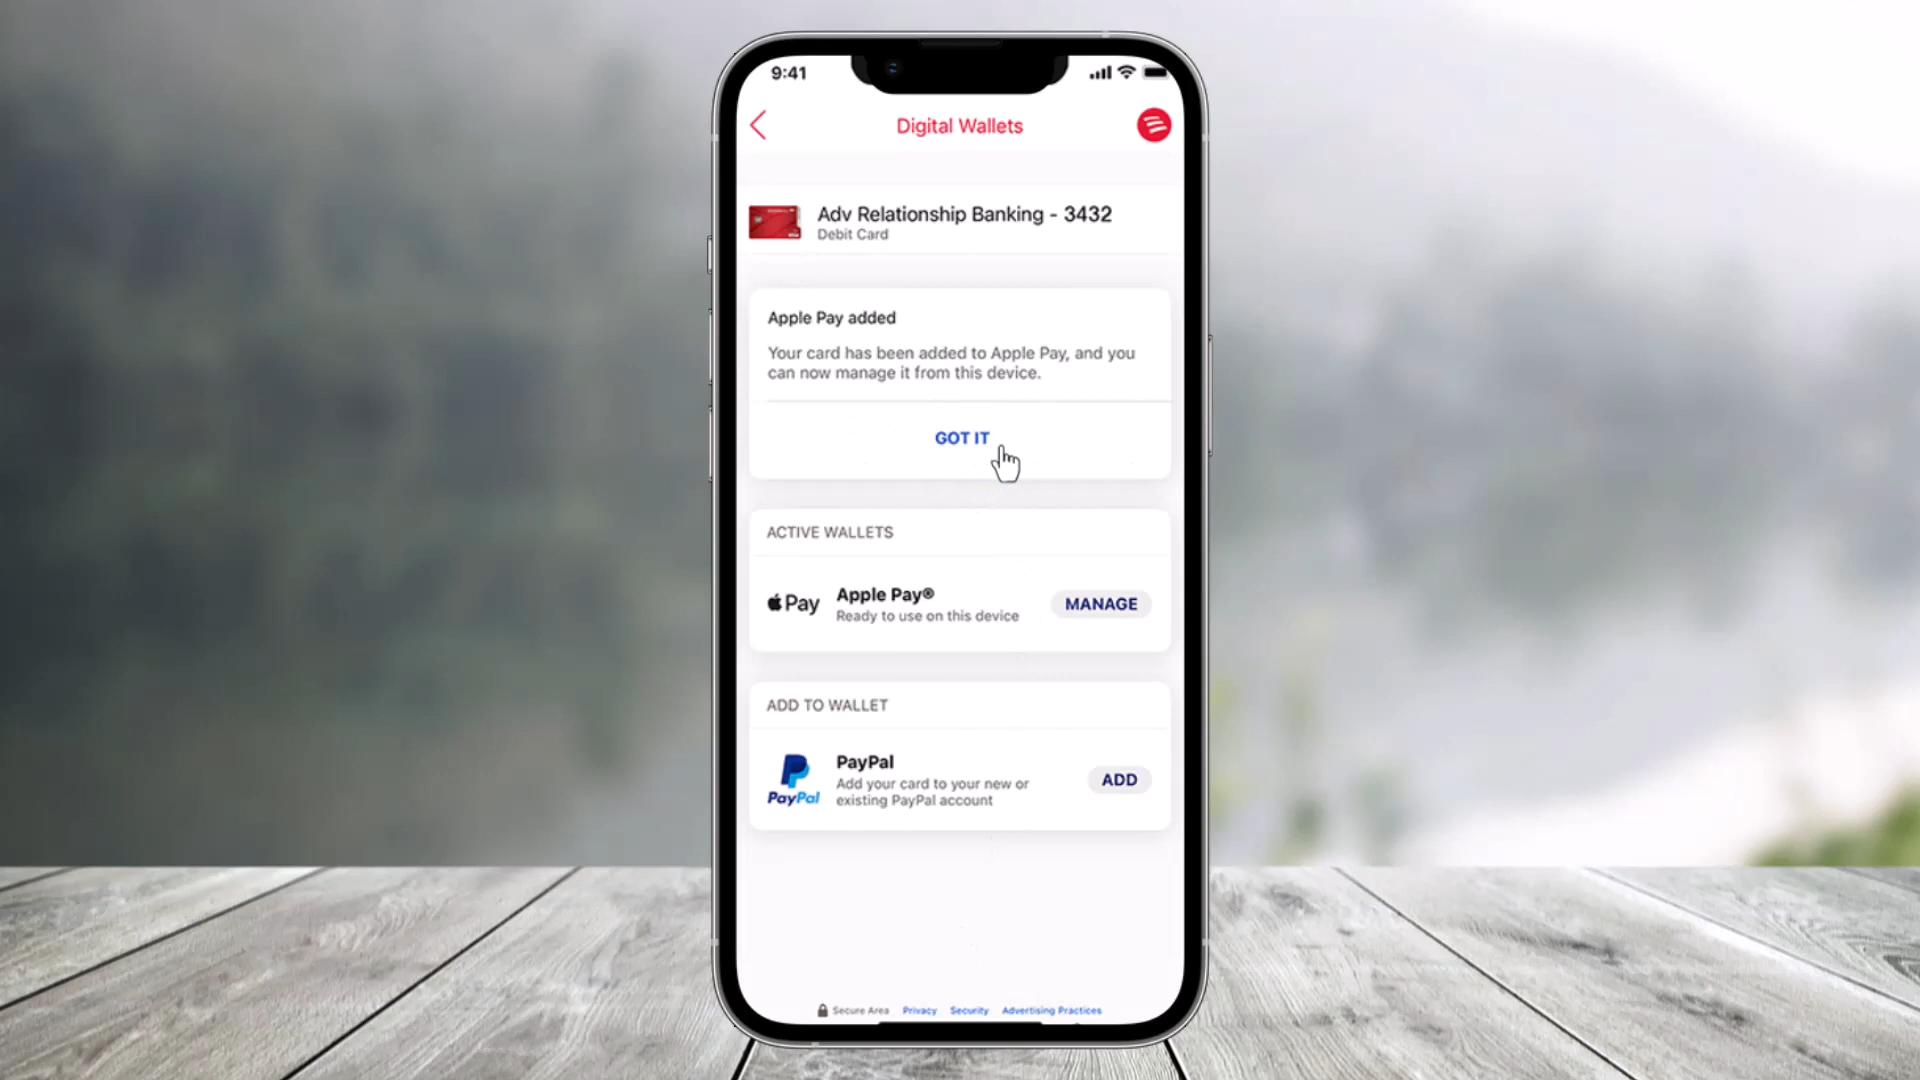 9:41
Digital Wallets
Adv Relationship Banking - 3432
Debit Card
Apple Pay added
Your card has been added to Apple Pay, and you
can now manage it from this device.
GOT IT
ACTIVE WALLETS
Pay
Apple Pay®
Ready to use on this device
MANAGE
ADD TO WALLET
PayPal
PayPal
Add your card to your new or
existing PayPal account
ADD
Secure Area Privacy Security Advertising Practices